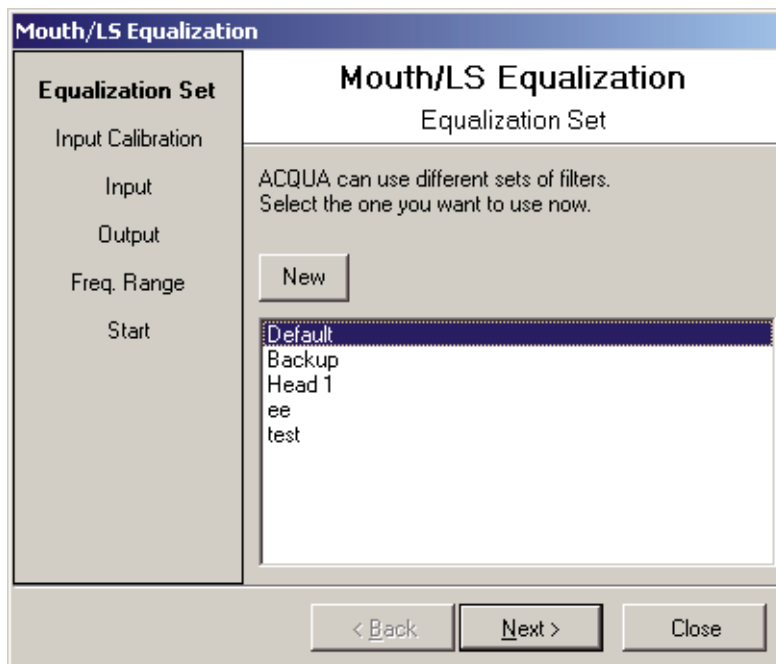 Mouth/LS Equalization
Equalization Set
Input Calibration
Input
Output
Freq. Range
Start
Mouth/LS Equalization
Equalization Set
ACQUA can use different sets of filters.
Select the one you want to use now.
New
Default
Backup
Head 1
ee
test
< Back
Next >
Close